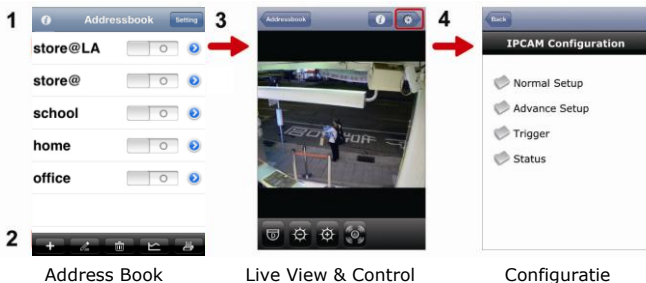 1
Addressbook
Setting
store@LA
store@
school
home
office
2
Address Book
3
Addressbook
Live View & Control
4
Back
IPCAM Configuration
Normal Setup
Advance Setup
Trigger
Status
Configuratie